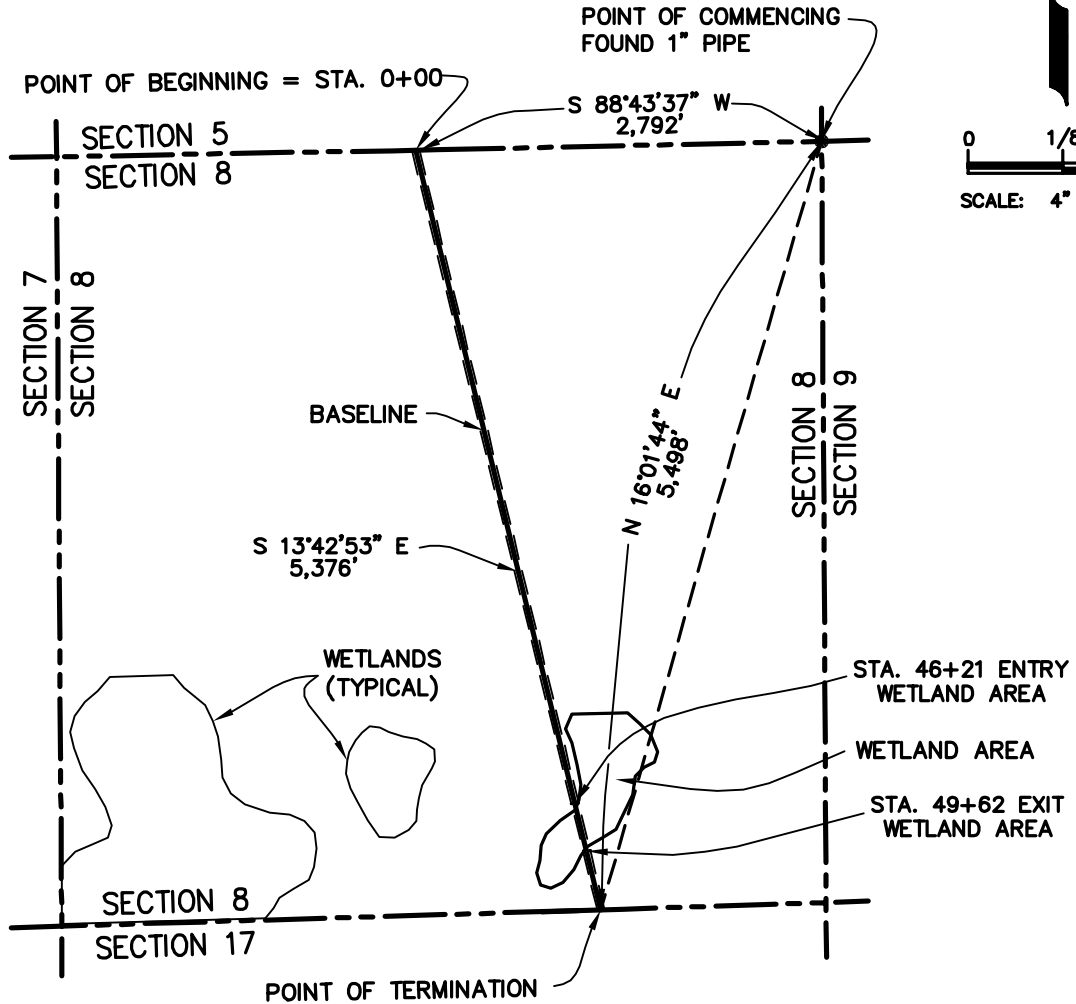 POINT OF COMMENCING
FOUND 1" PIPE
POINT OF BEGINNING = STA. 0+00
S 88°43'37" W
2,792'
SECTION 5
SECTION 8
0
1/8
SCALE: 4"
SECTION 7
SECTION 8
BASELINE
N 16°01'44" E
5,498'
SECTION 8
SECTION 9
S 13°42'53" E
5,376'
WETLANDS
(TYPICAL)
STA. 46+21 ENTRY
WETLAND AREA
WETLAND AREA
STA. 49+62 EXIT
WETLAND AREA
SECTION 8
SECTION 17
POINT OF TERMINATION